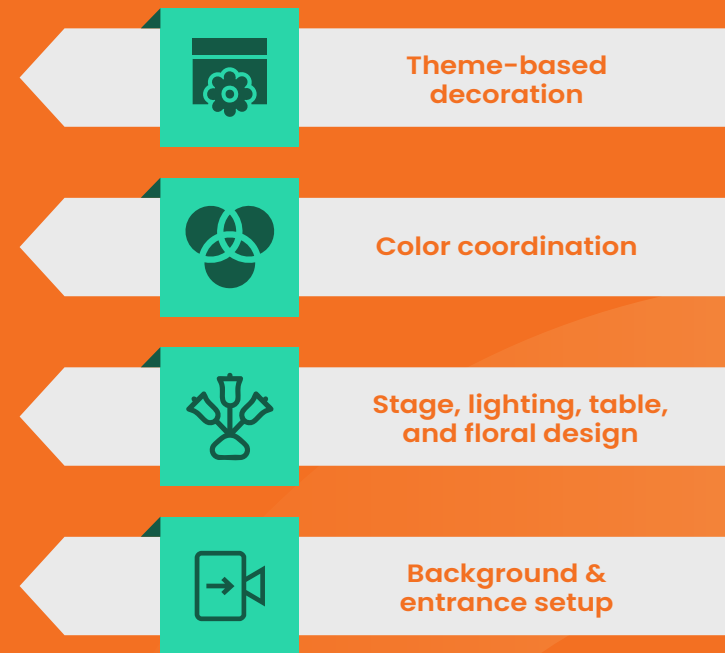 Theme-based
decoration
Color coordination
Stage, lighting, table,
and floral design
Background &
entrance setup